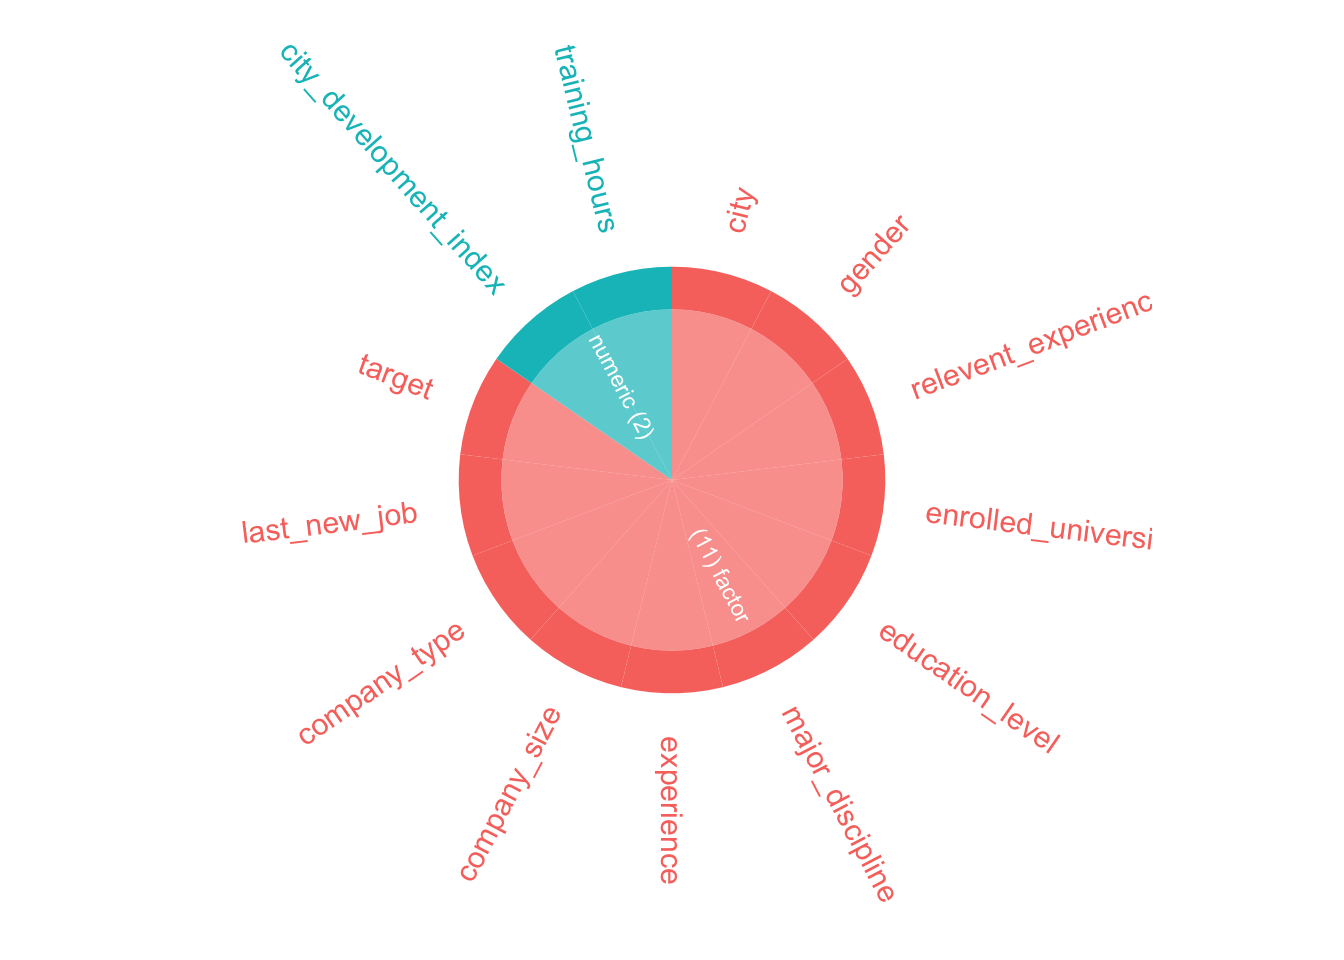 city
gender
relevent_experienc
enrolled_universi
education_level
major_discipline
experience
company_size
company_type
last_new_job
target
city_development_index
training_hours
numeric (2)
(11) factor